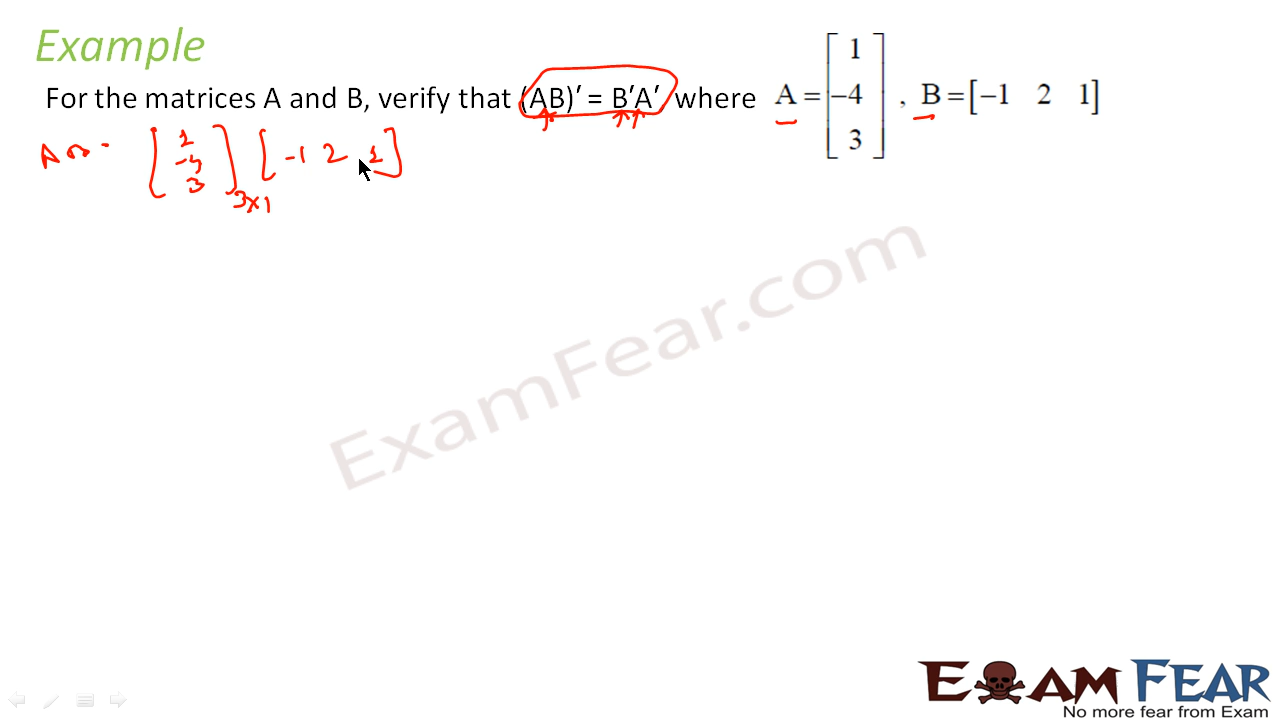 Example
For the matrices A and B, verify that (AB)′ = B′A′ where A = [ 1 −4 3 ] , B = [−1 2 1]
[ 1 -4 3 ] 3×1 [ -1 2 1 ]
ExamFear.com
EXAM FEAR
No more fear from Exam